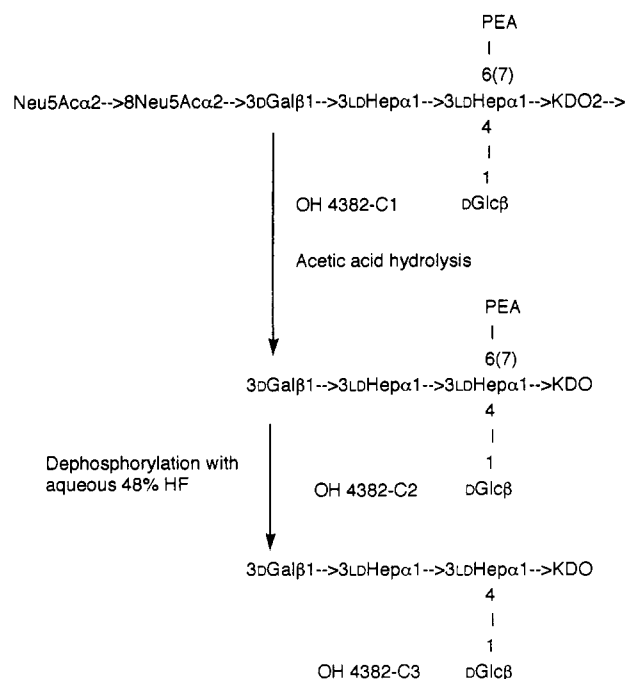 PEA
I
6(7)
Neu5Acα2-->8Neu5Acα2-->3DGalβ1-->3LDHepα1-->3LDHepα1-->KDO2-->
4
I
1
OH 4382-C1 DGlcβ
Acetic acid hydrolysis
PEA
I
6(7)
3DGalβ1-->3LDHepα1-->3LDHepα1-->KDO
4
I
Dephosphorylation with
aqueous 48% HF
1
OH 4382-C2 DGlcβ
3DGalβ1-->3LDHepα1-->3LDHepα1-->KDO
4
I
1
OH 4382-C3 DGlcβ